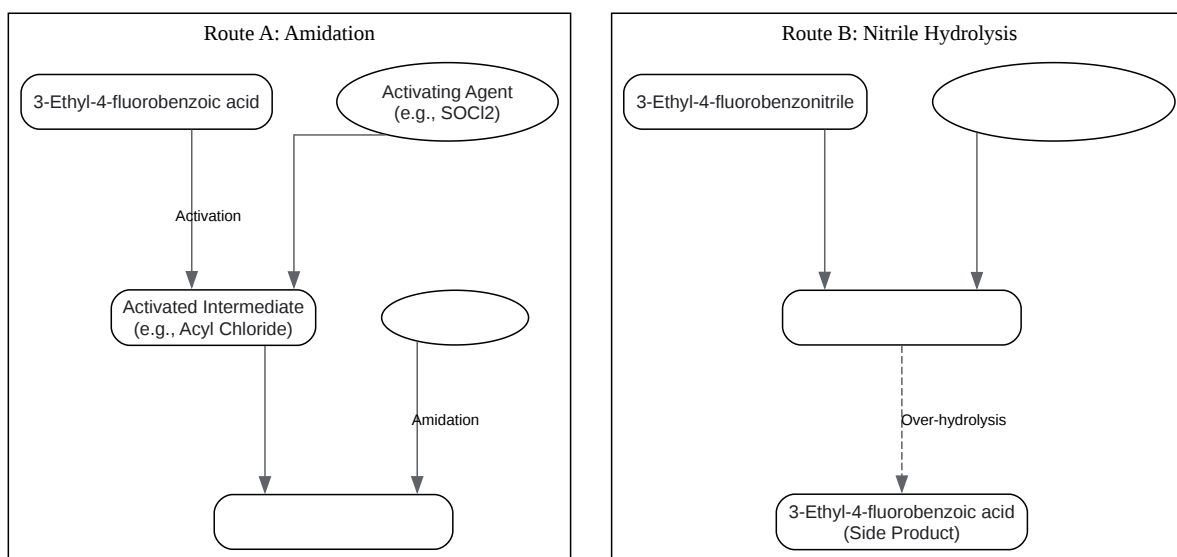 Route A: Amidation
3-Ethyl-4-fluorobenzoic acid
Activating Agent
(e.g., SOCl2)
Activation
Activated Intermediate
(e.g., Acyl Chloride)
Amidation
Route B: Nitrile Hydrolysis
3-Ethyl-4-fluorobenzonitrile
Over-hydrolysis
3-Ethyl-4-fluorobenzoic acid
(Side Product)